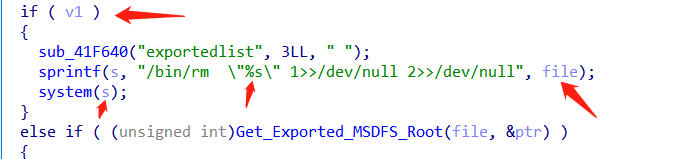 if ( v1 )
{
sub_41F640("exportedlist", 3LL, " ");
sprintf(s, "/bin/rm  \"%s\" 1>>/dev/null 2>>/dev/null", file);
system(s);
}
else if ( (unsigned int)Get_Exported_MSDFS_Root(file, &ptr) )
{